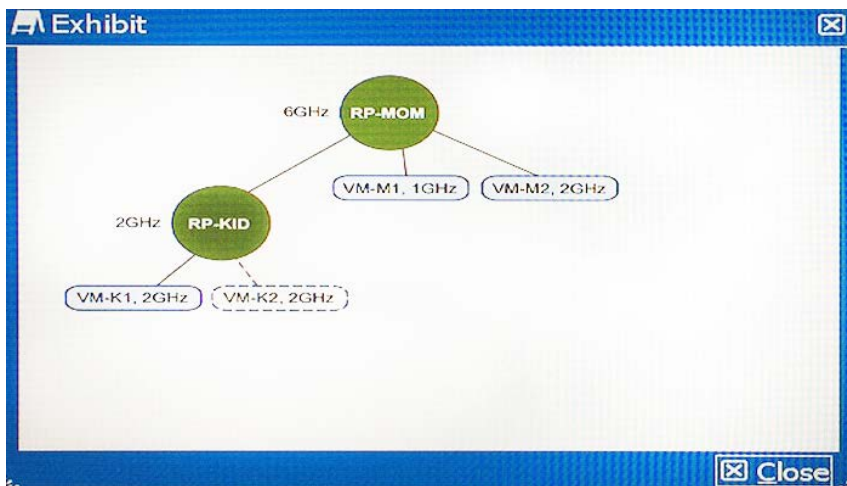 Exhibit
6GHz RP-MOM
VM-M1, 1GHz VM-M2, 2GHz
2GHz RP-KID
VM-K1, 2GHz VM-K2, 2GHz
Close